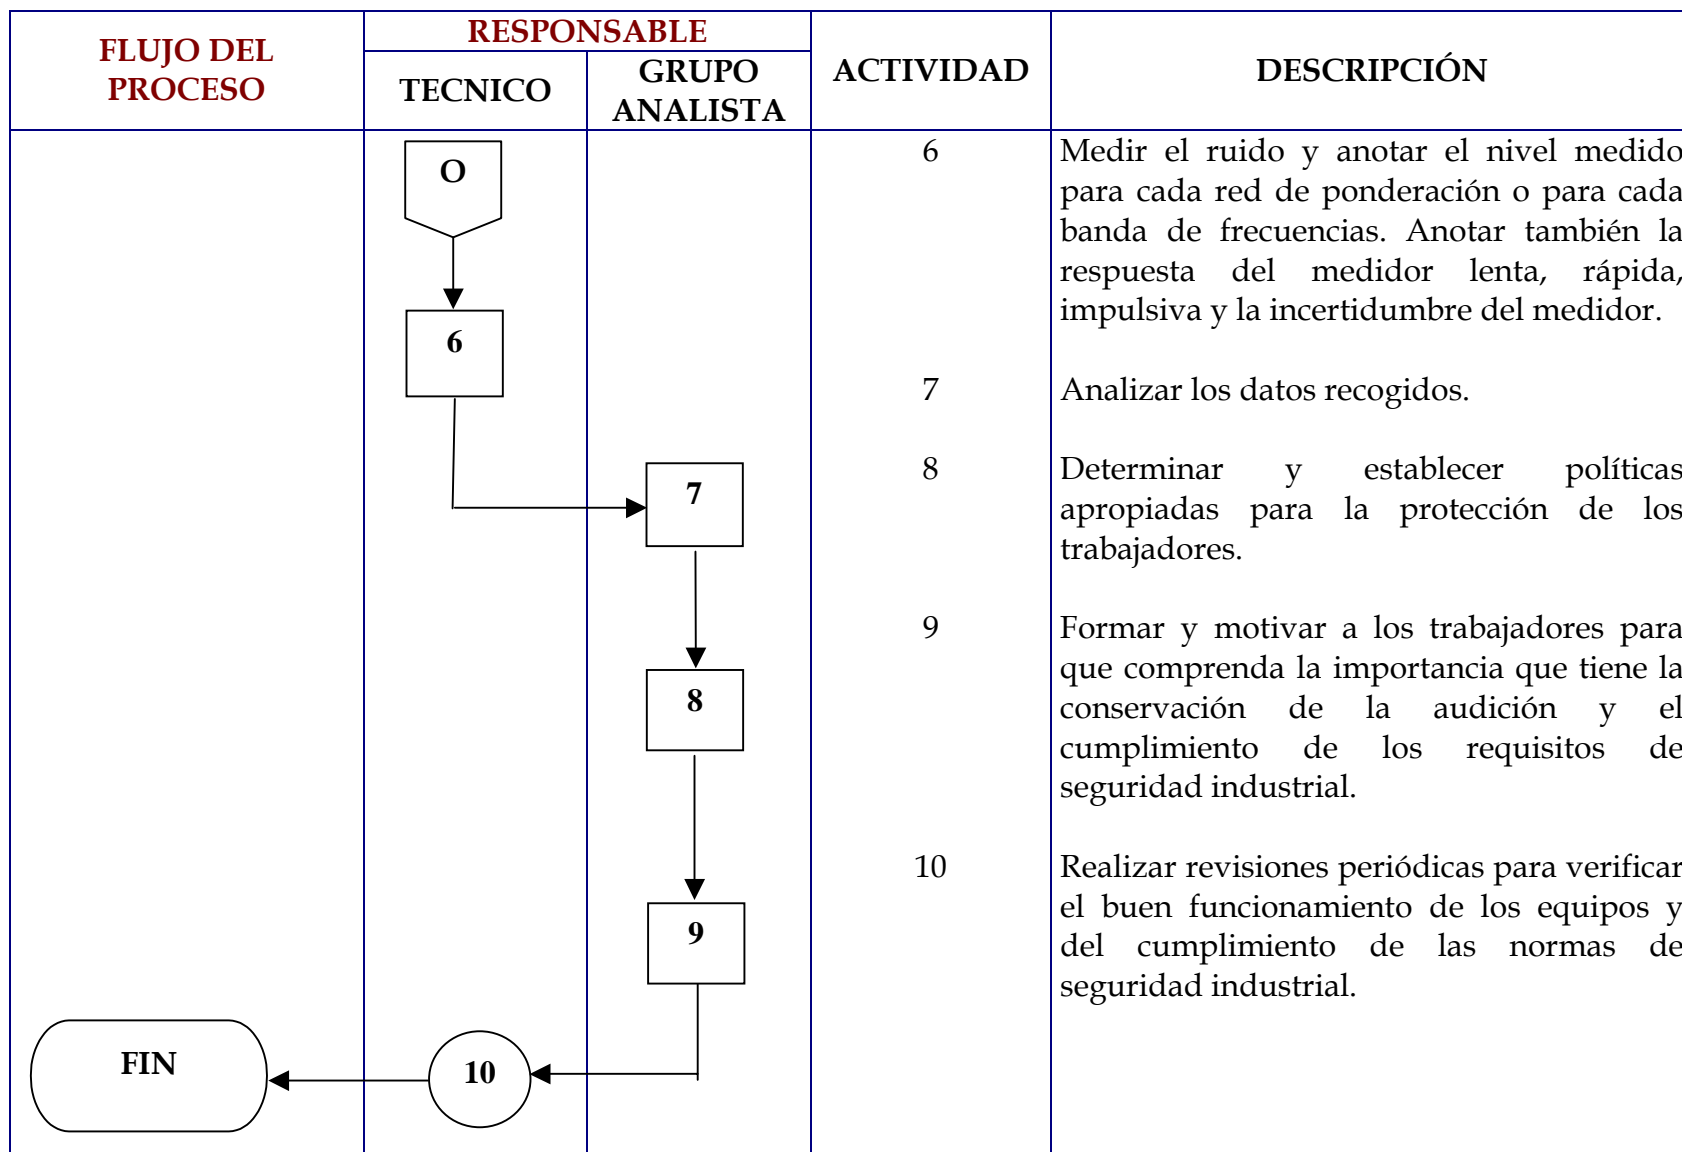 FLUJO DEL
PROCESO
RESPONSABLE
TECNICO
GRUPO
ANALISTA
ACTIVIDAD
DESCRIPCIÓN
O
6
7
8
9
10
FIN
6
Medir el ruido y anotar el nivel medido
para cada red de ponderación o para cada
banda de frecuencias. Anotar también la
respuesta del medidor lenta, rápida,
impulsiva y la incertidumbre del medidor.
7
Analizar los datos recogidos.
8
Determinar y establecer políticas
apropiadas para la protección de los
trabajadores.
9
Formar y motivar a los trabajadores para
que comprenda la importancia que tiene la
conservación de la audición y el
cumplimiento de los requisitos de
seguridad industrial.
10
Realizar revisiones periódicas para verificar
el buen funcionamiento de los equipos y
del cumplimiento de las normas de
seguridad industrial.